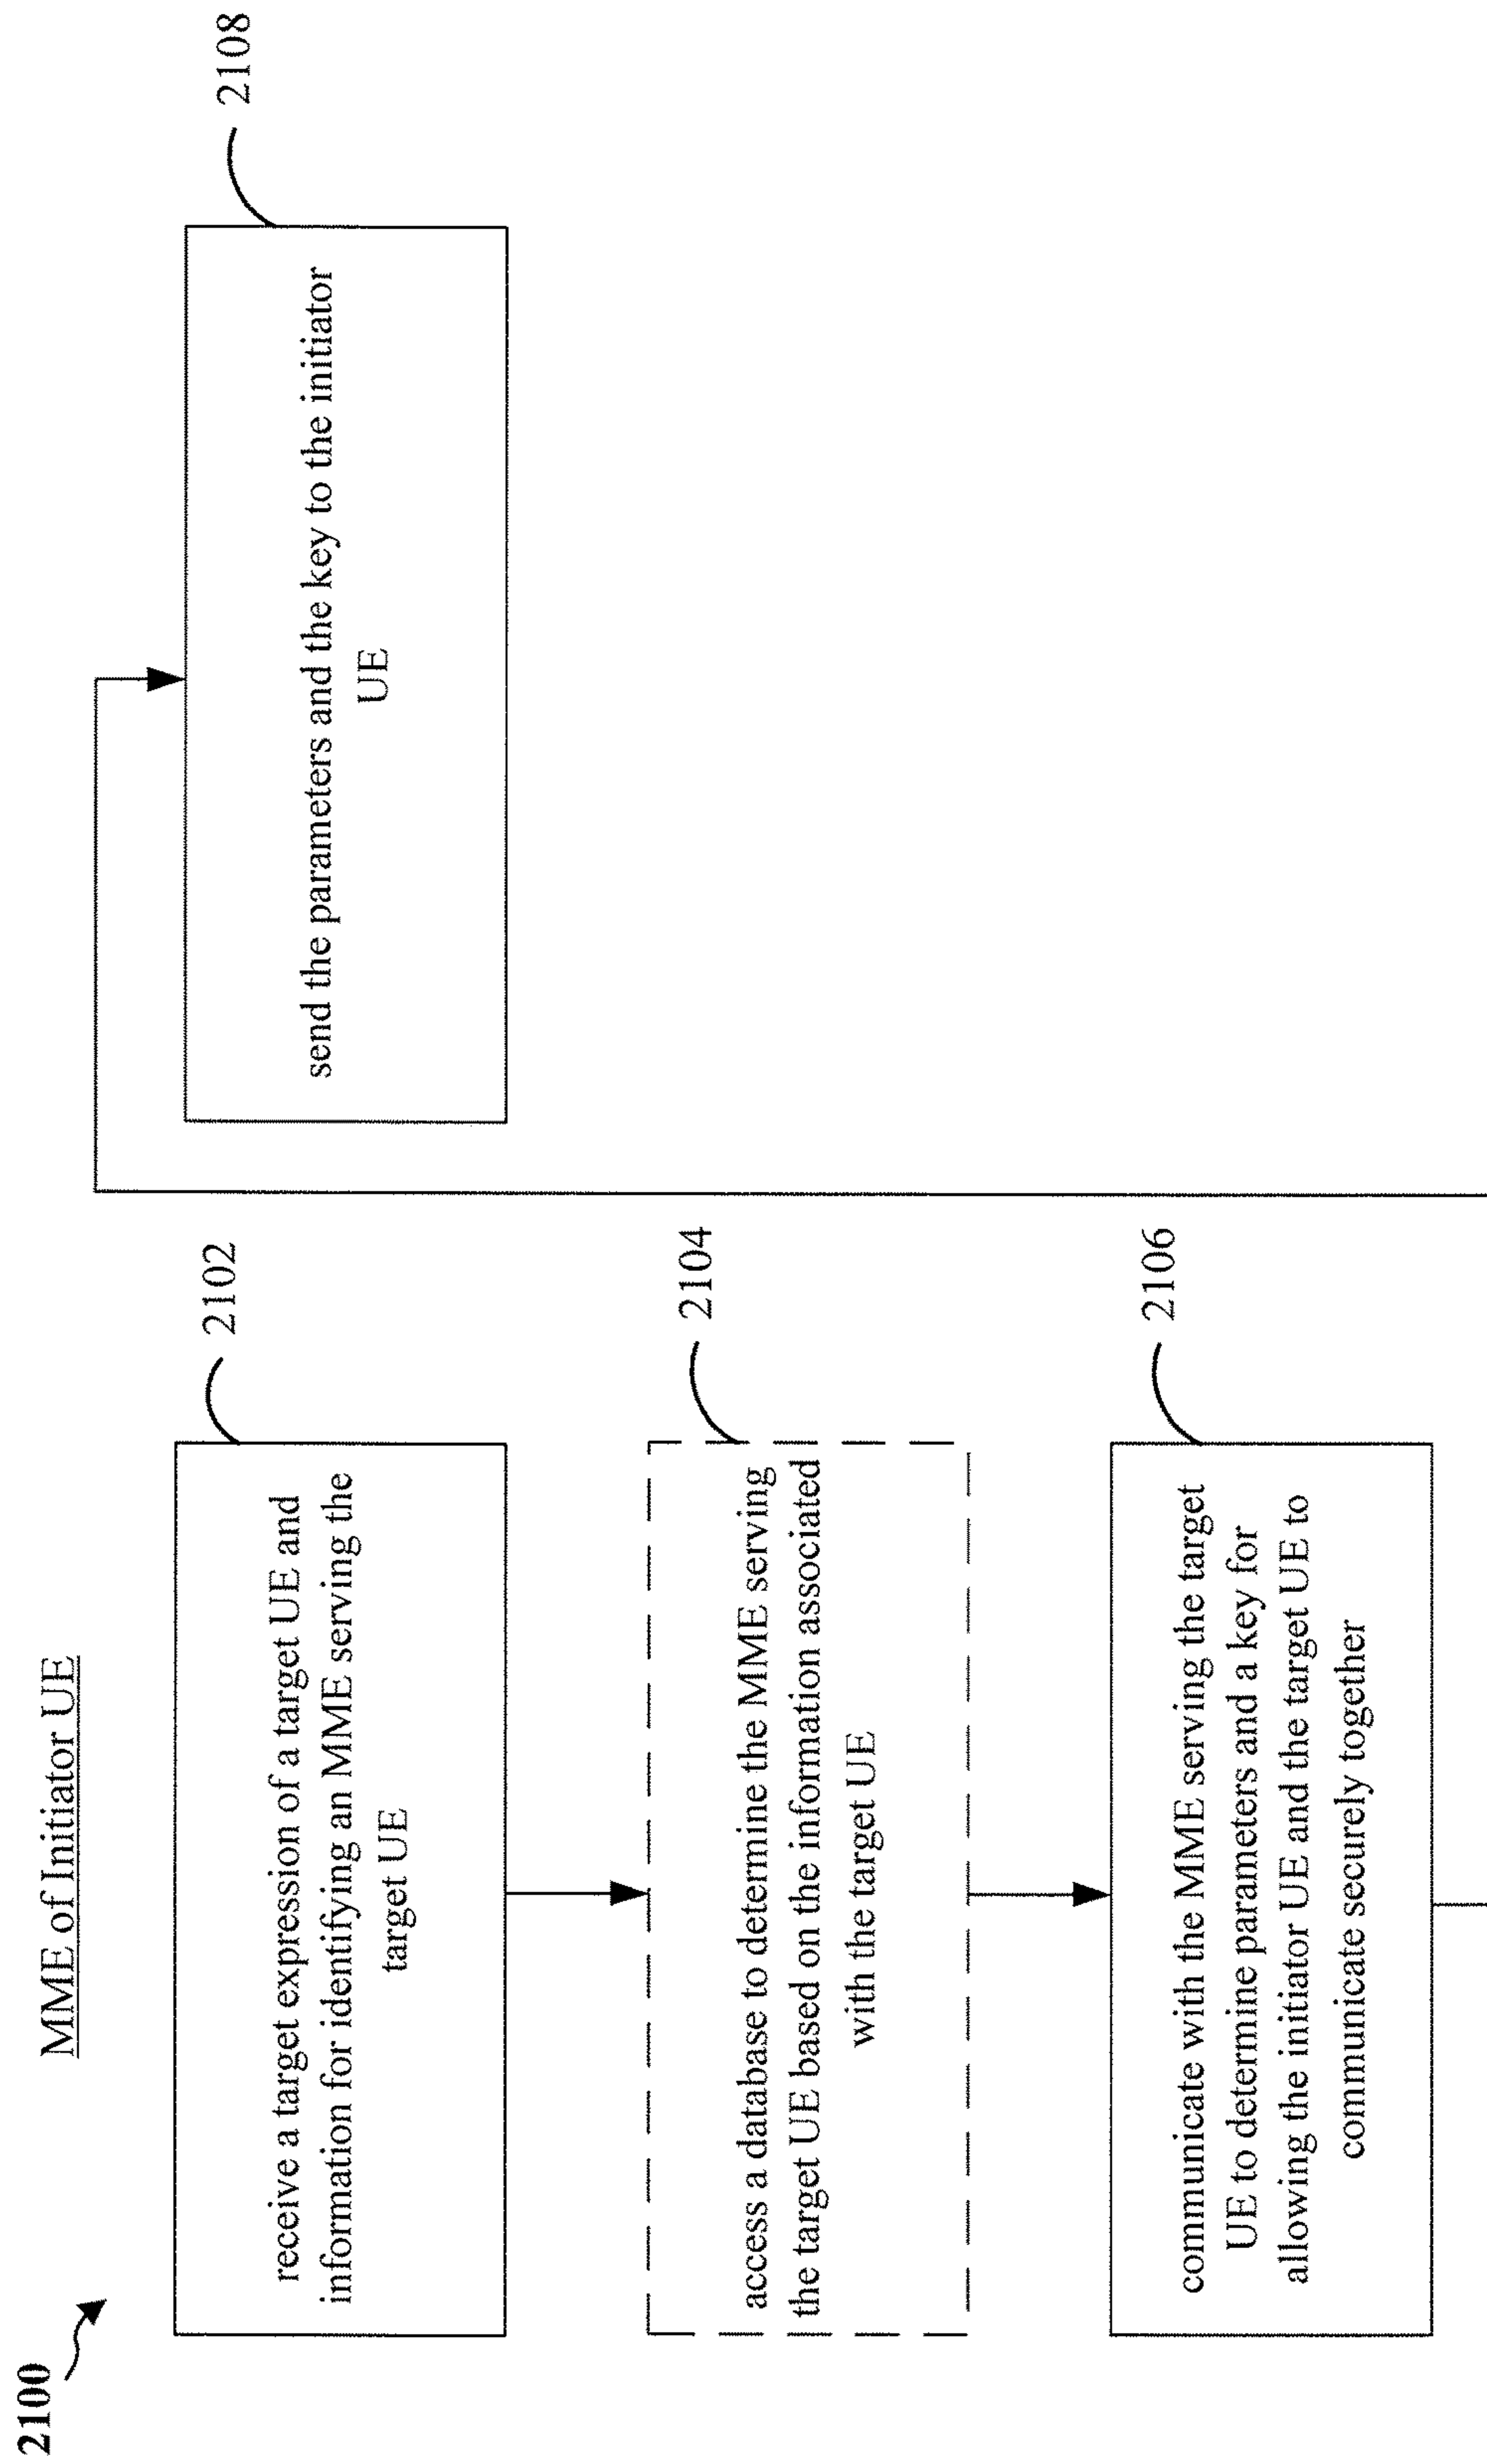 2100
MME of Initiator UE
2102
receive a target expression of a target UE and
information for identifying an MME serving the
target UE
2104
access a database to determine the MME serving
the target UE based on the information associated
with the target UE
2106
communicate with the MME serving the target
UE to determine parameters and a key for
allowing the initiator UE and the target UE to
communicate securely together
2108
send the parameters and the key to the initiator
UE